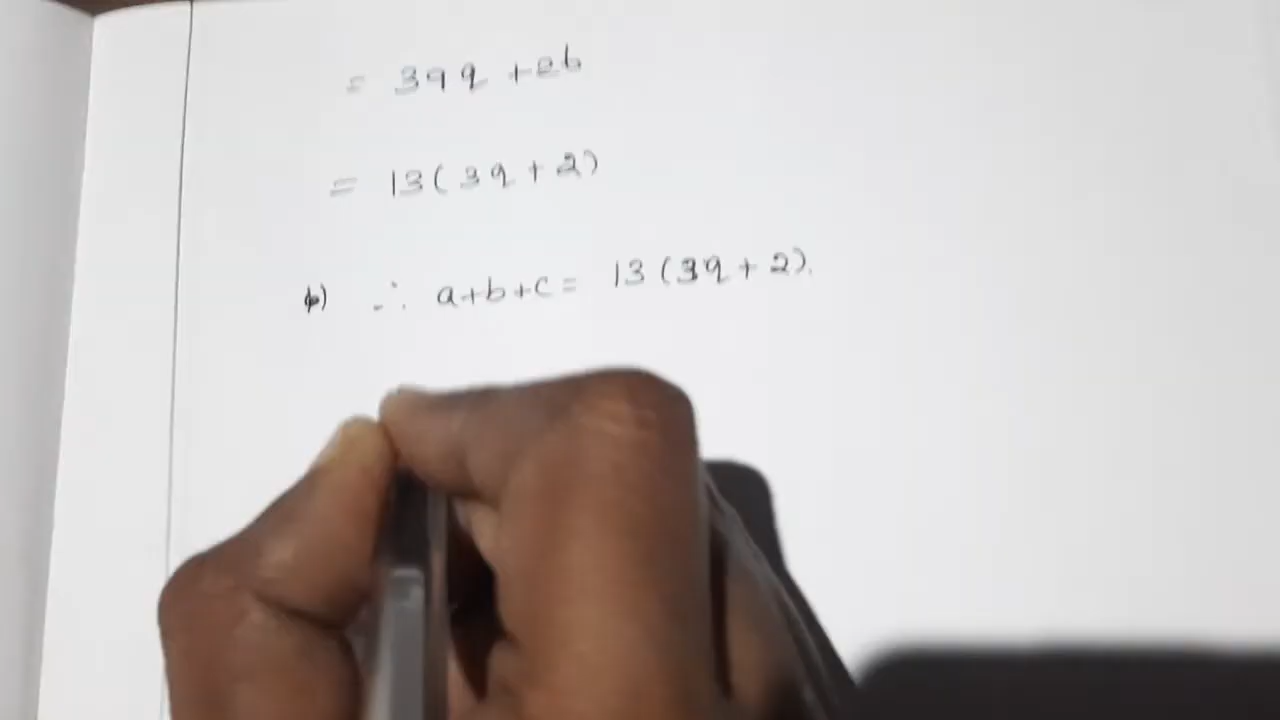 = 39q + 26
= 13(3q + 2)
b) ∴ a+b+c = 13(3q + 2).